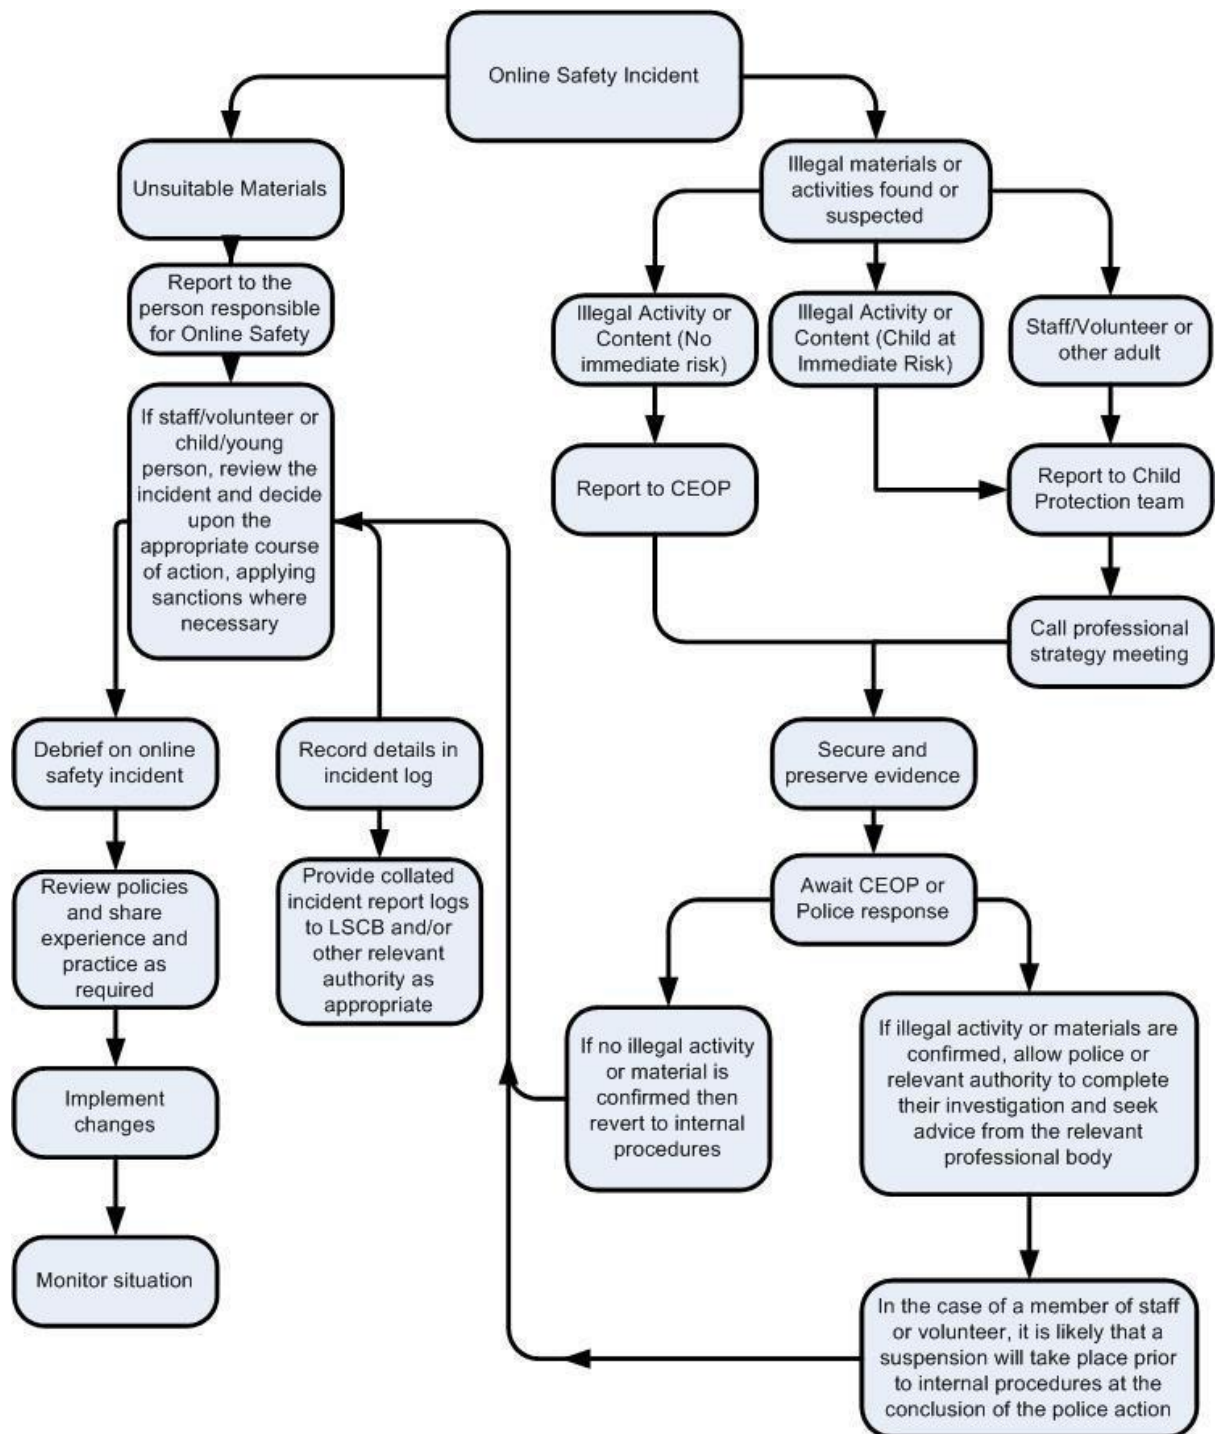 Online Safety Incident
Unsuitable Materials
Illegal materials or
activities found or
suspected
Report to the
person responsible
for Online Safety
Illegal Activity or
Content (No
immediate risk)
Illegal Activity or
Content (Child at
Immediate Risk)
Staff/Volunteer or
other adult
If staff/volunteer or
child/young
person, review the
incident and decide
upon the
appropriate course
of action, applying
sanctions where
necessary
Report to CEOP
Report to Child
Protection team
Call professional
strategy meeting
Debrief on online
safety incident
Record details in
incident log
Secure and
preserve evidence
Review policies
and share
experience and
practice as
required
Provide collated
incident report logs
to LSCB and/or
other relevant
authority as
appropriate
Await CEOP or
Police response
If no illegal activity
or material is
confirmed then
revert to internal
procedures
If illegal activity or materials are
confirmed, allow police or
relevant authority to complete
their investigation and seek
advice from the relevant
professional body
Implement
changes
Monitor situation
In the case of a member of staff
or volunteer, it is likely that a
suspension will take place prior
to internal procedures at the
conclusion of the police action